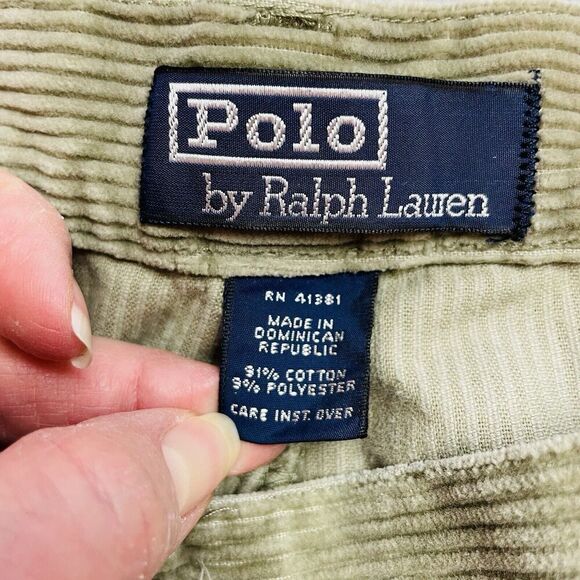 Polo
by Ralph Lauren
RN 41381
MADE IN
DOMINICAN
REPUBLIC
91% COTTON
9% POLYESTER
CARE INST. OVER